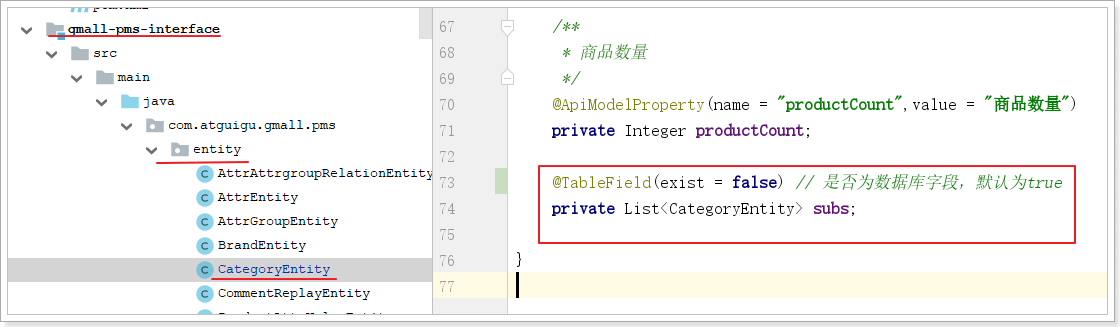 gmall-pms-interface
src
main
java
com.atguigu.gmall.pms
entity
AttrAttrgroupRelationEntity
AttrEntity
AttrGroupEntity
BrandEntity
CategoryEntity
CommentReplayEntity
67 /**
68 * 商品数量
69 */
70 @ApiModelProperty(name = "productCount",value = "商品数量")
71 private Integer productCount;
72
73 @TableField(exist = false) // 是否为数据库字段，默认为true
74 private List<CategoryEntity> subs;
75
76 }
77